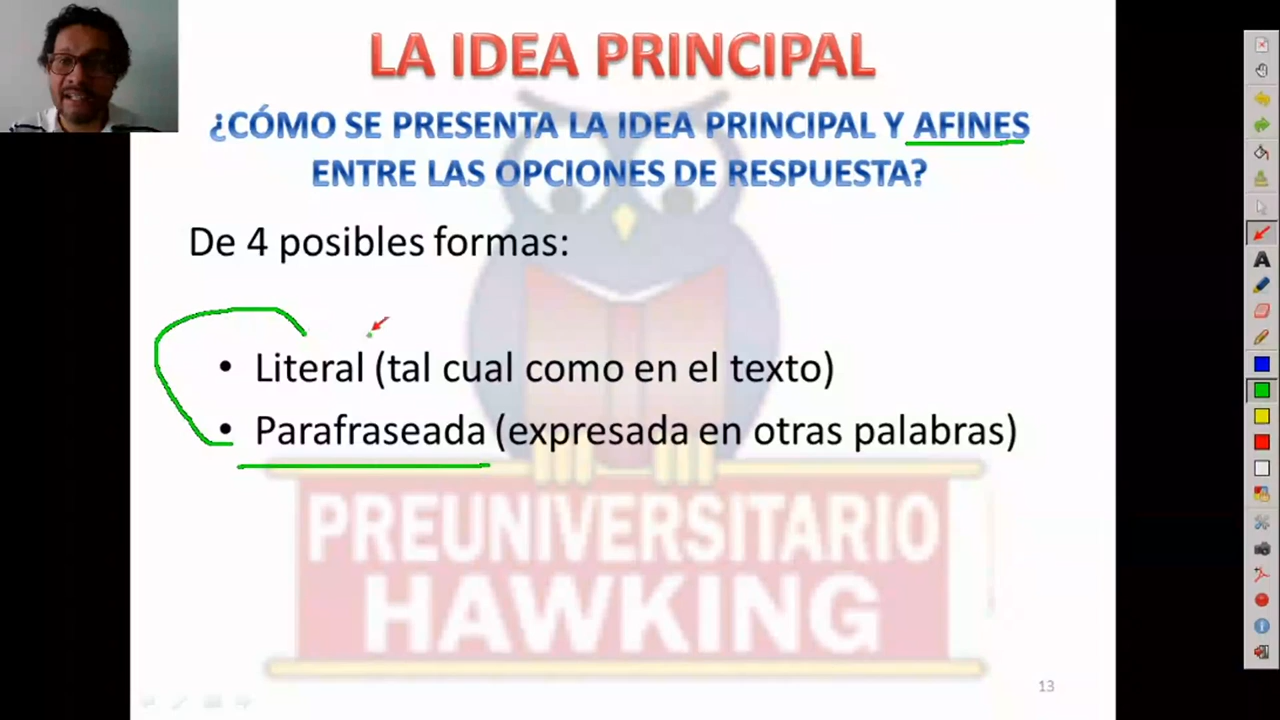 LA IDEA PRINCIPAL
¿CÓMO SE PRESENTA LA IDEA PRINCIPAL Y AFINES
ENTRE LAS OPCIONES DE RESPUESTA?
De 4 posibles formas:
• Literal (tal cual como en el texto)
• Parafraseada (expresada en otras palabras)
PREUNIVERSITARIO
HAWKING
13